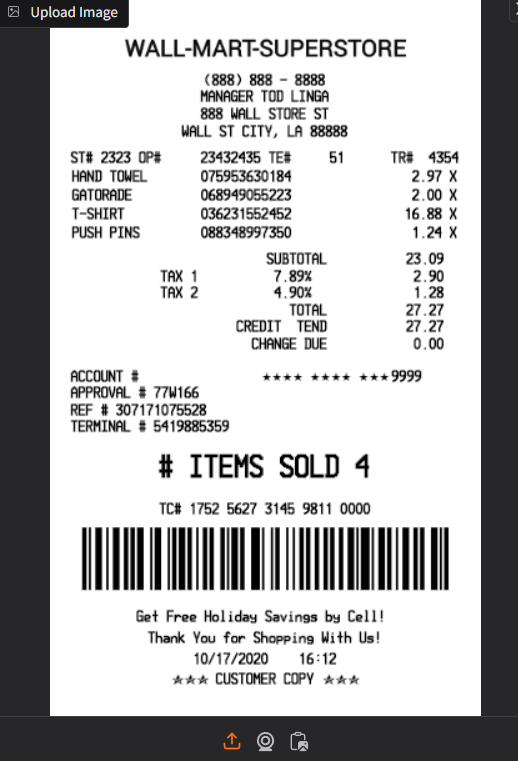 Upload Image
WALL-MART-SUPERSTORE
(888) 888 - 8888
MANAGER TOD LINGA
888 WALL STORE ST
WALL ST CITY, LA 88888
ST# 2323 OP# 23432435 TE# 51 TR# 4354
HAND TOWEL 075953630184 2.97 X
GATORADE 068949055223 2.00 X
T-SHIRT 036231552452 16.88 X
PUSH PINS 088348997350 1.24 X
SUBTOTAL 23.09
TAX 1 7.89% 2.90
TAX 2 4.90% 1.28
TOTAL 27.27
CREDIT TEND 27.27
CHANGE DUE 0.00
ACCOUNT # **** **** ***9999
APPROVAL # 77W166
REF # 307171075528
TERMINAL # 5419885359
# ITEMS SOLD 4
TC# 1752 5627 3145 9811 0000
Get Free Holiday Savings by Cell!
Thank You for Shopping With Us!
10/17/2020 16:12
*** CUSTOMER COPY ***